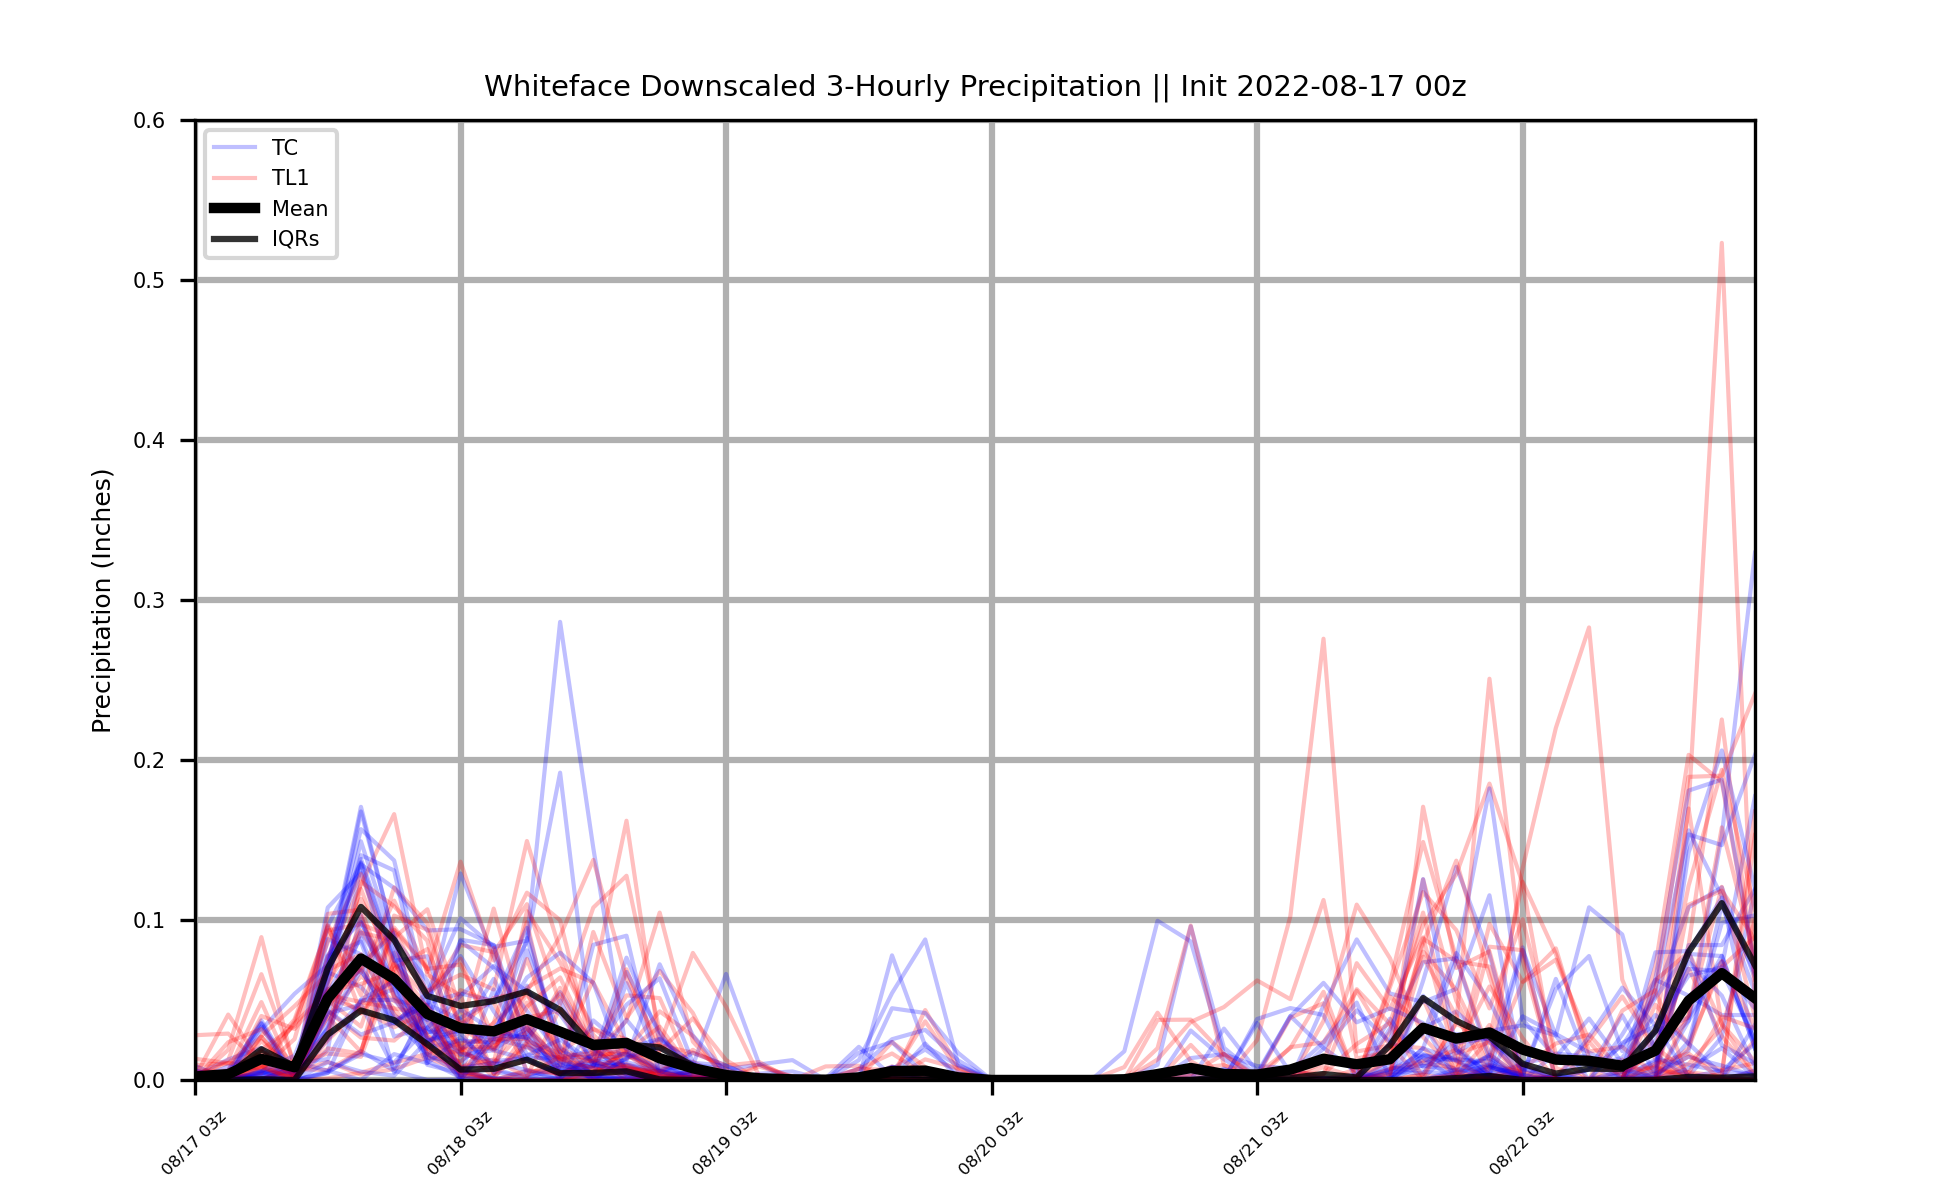 Whiteface Downscaled 3-Hourly Precipitation || Init 2022-08-17 00z
TC
TL1
Mean
IQRs
Precipitation (Inches)
0.6
0.5
0.4
0.3
0.2
0.1
0.0
08/17 03z
08/18 03z
08/19 03z
08/20 03z
08/21 03z
08/22 03z